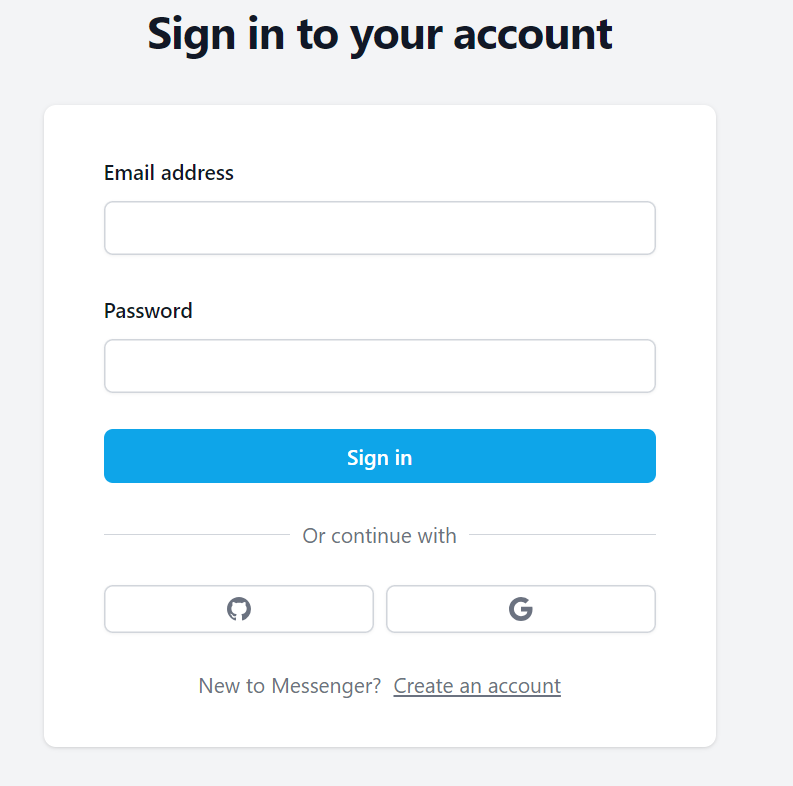 Sign in to your account
Email address
Password
Sign in
Or continue with
New to Messenger? Create an account